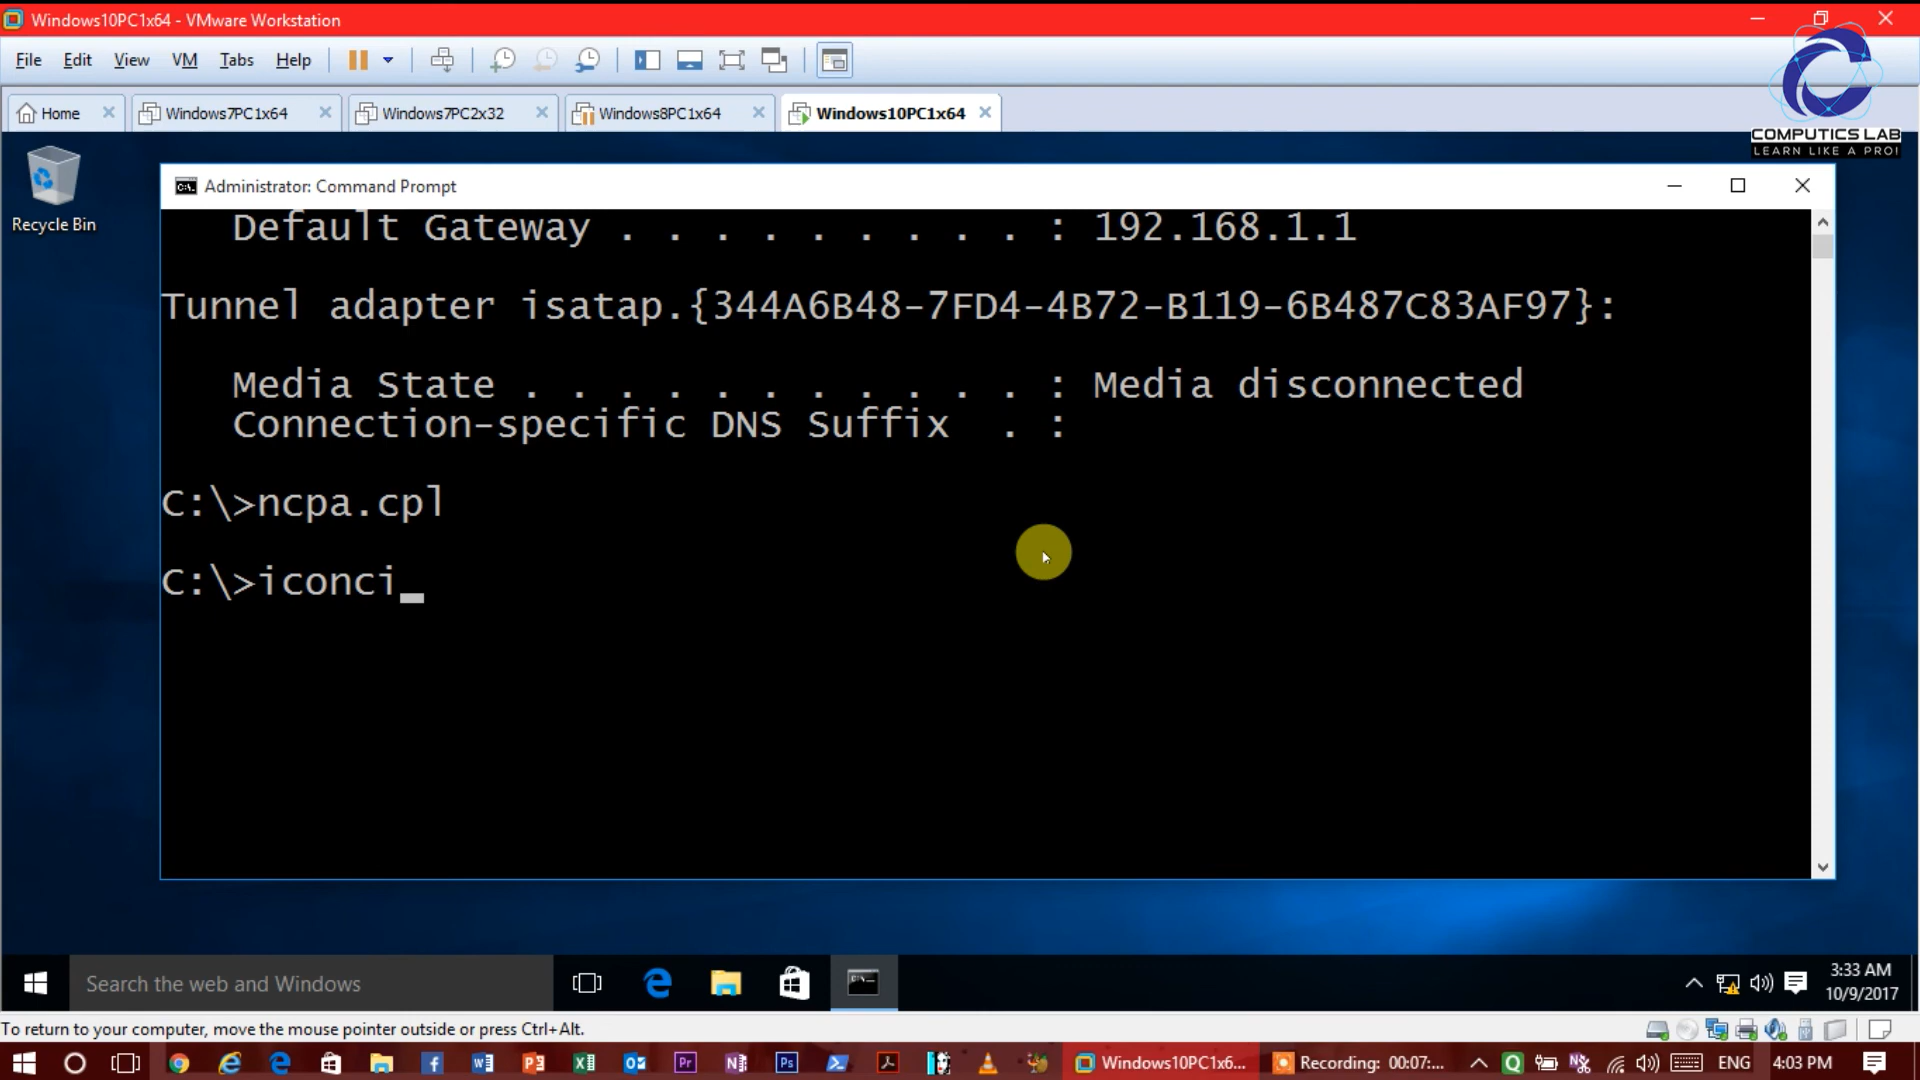 Windows10PC1x64 - VMware Workstation
File Edit View VM Tabs Help
Home Windows7PC1x64 Windows7PC2x32 Windows8PC1x64 Windows10PC1x64
COMPUTICS LAB
LEARN LIKE A PRO!
Recycle Bin
Administrator: Command Prompt
Default Gateway . . . . . . . . . : 192.168.1.1
Tunnel adapter isatap.{344A6B48-7FD4-4B72-B119-6B487C83AF97}:
Media State . . . . . . . . . . . : Media disconnected
Connection-specific DNS Suffix . :
C:\>ncpa.cpl
C:\>iconci_
Search the web and Windows
3:33 AM
10/9/2017
To return to your computer, move the mouse pointer outside or press Ctrl+Alt.
Windows10PC1x6... Recording: 00:07:... ENG 4:03 PM